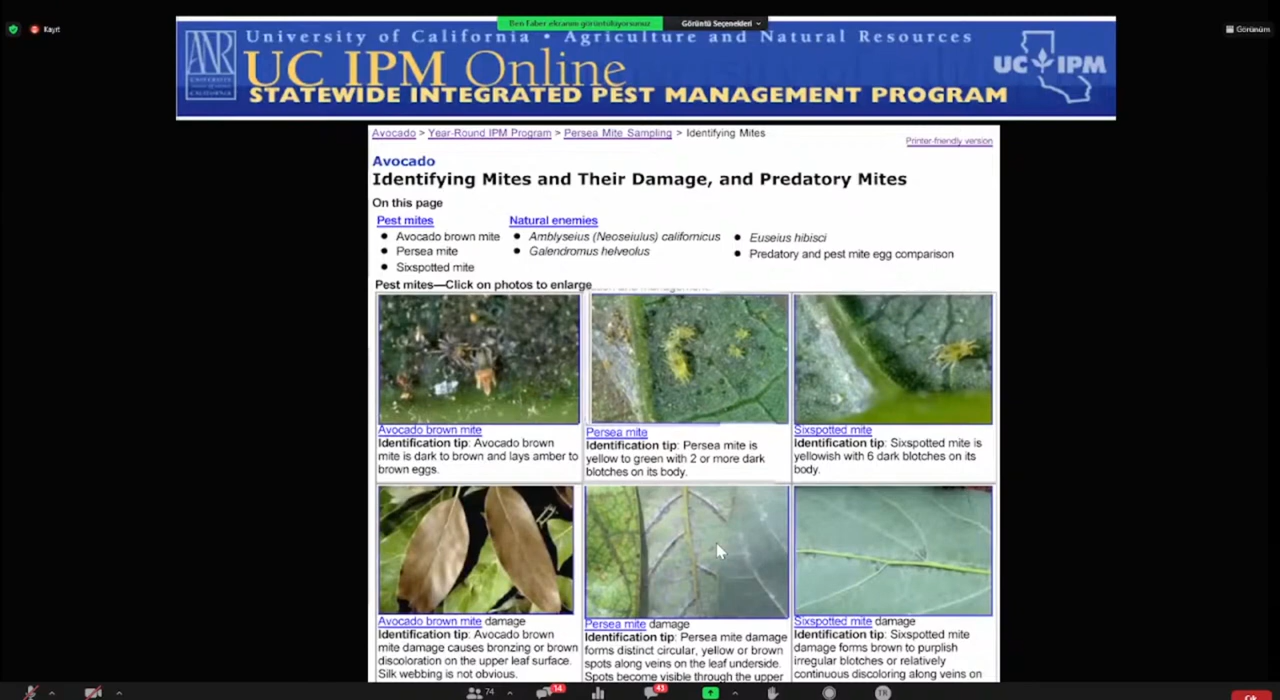 Ben Faber ekranını görüntülüyorsunuz
Görüntü Seçenekleri
Kayıt
Görünüm
ANR
University of California • Agriculture and Natural Resources
UC IPM Online
STATEWIDE INTEGRATED PEST MANAGEMENT PROGRAM
UC IPM
Avocado > Year-Round IPM Program > Persea Mite Sampling > Identifying Mites
Printer-friendly version
Avocado
Identifying Mites and Their Damage, and Predatory Mites
On this page
Pest mites
Avocado brown mite
Persea mite
Sixspotted mite
Natural enemies
Amblyseius (Neoseiulus) californicus
Galendromus helveolus
Euseius hibisci
Predatory and pest mite egg comparison
Pest mites—Click on photos to enlarge
Avocado brown mite
Identification tip: Avocado brown
mite is dark to brown and lays amber to
brown eggs.
Persea mite
Identification tip: Persea mite is
yellow to green with 2 or more dark
blotches on its body.
Sixspotted mite
Identification tip: Sixspotted mite is
yellowish with 6 dark blotches on its
body.
Avocado brown mite damage
Identification tip: Avocado brown
mite damage causes bronzing or brown
discoloration on the upper leaf surface.
Silk webbing is not obvious.
Persea mite damage
Identification tip: Persea mite damage
forms distinct circular, yellow or brown
spots along veins on the leaf underside.
Spots become visible through the upper
Sixspotted mite damage
Identification tip: Sixspotted mite
damage forms brown to purplish
irregular blotches or relatively
continuous discoloring along veins on
74
14
43
TK
Çık